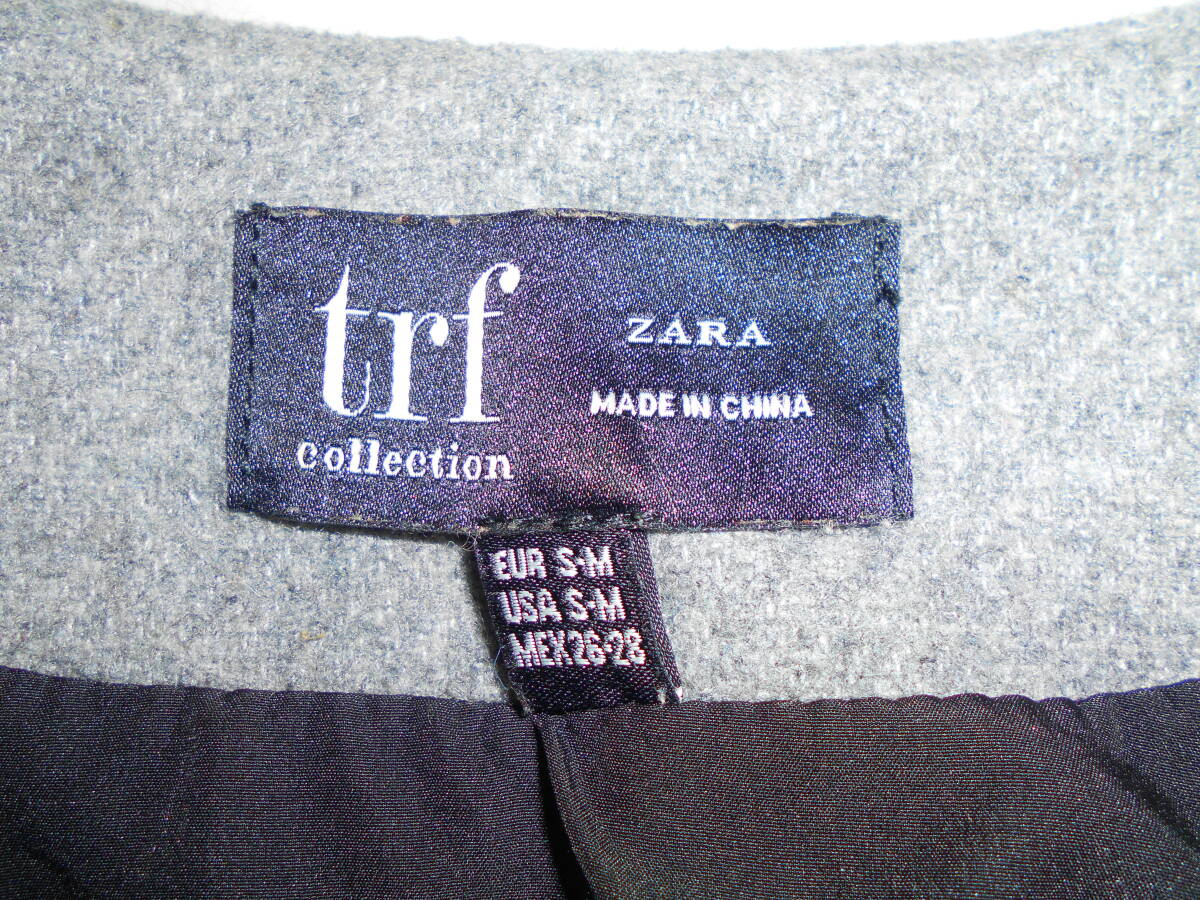 trf
collection
ZARA
MADE IN CHINA
EUR S-M
USA S-M
MEX 26-28